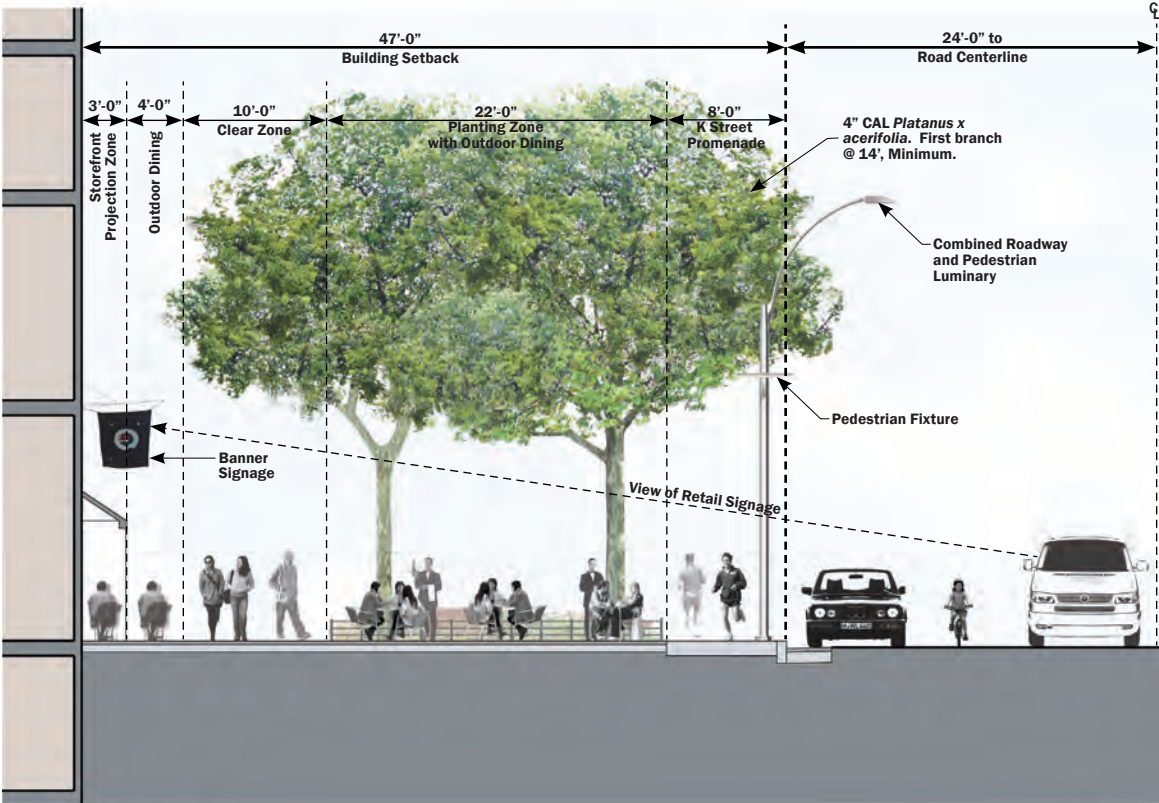 ℄
47'-0"
Building Setback
24'-0" to
Road Centerline
3'-0"
Storefront
Projection Zone
4'-0"
Outdoor Dining
10'-0"
Clear Zone
22'-0"
Planting Zone
with Outdoor Dining
8'-0"
K Street
Promenade
4” CAL Platanus x
acerifolia. First branch
@ 14’, Minimum.
Combined Roadway
and Pedestrian
Luminary
Pedestrian Fixture
Banner
Signage
View of Retail Signage